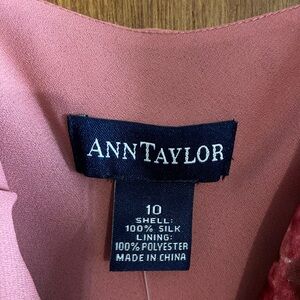 ANNTAYLOR
10
SHELL:
100% SILK
LINING:
100% POLYESTER
MADE IN CHINA